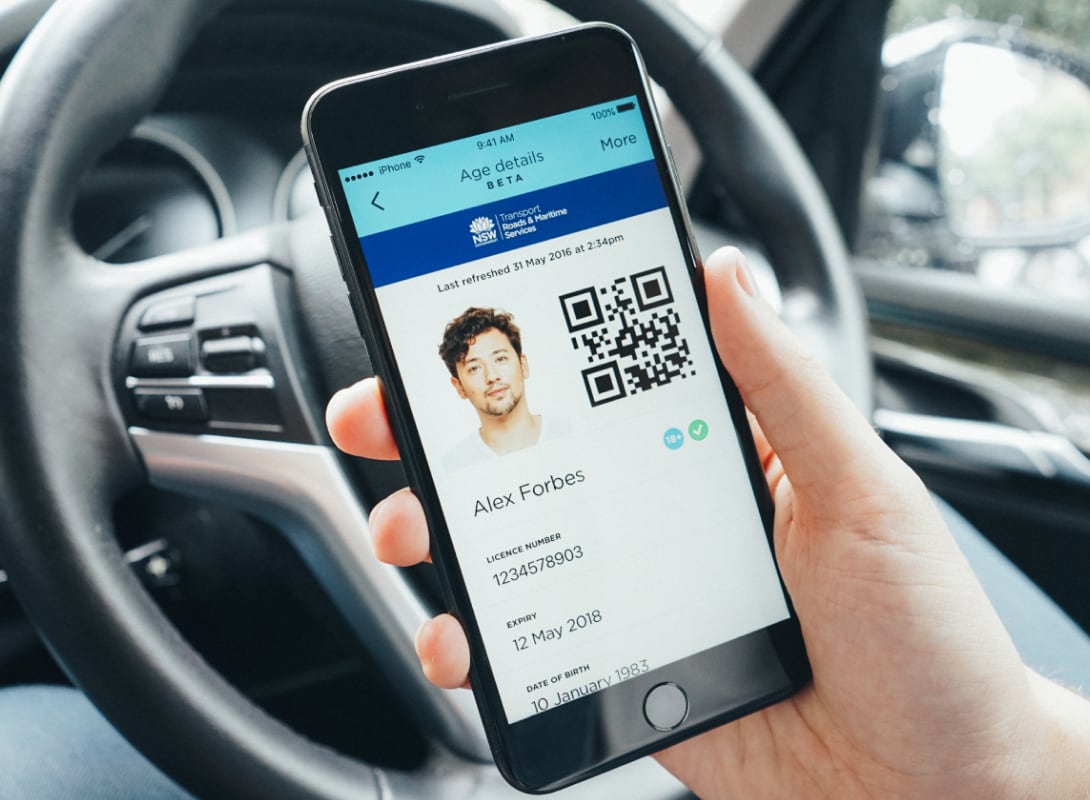 iPhone
9:41 AM
100%
Age details
More
BETA
NSW
Transport
Roads & Maritime
Services
Last refreshed 31 May 2016 at 2:34pm
18+
Alex Forbes
LICENCE NUMBER
1234578903
EXPIRY
12 May 2018
DATE OF BIRTH
10 January 1983